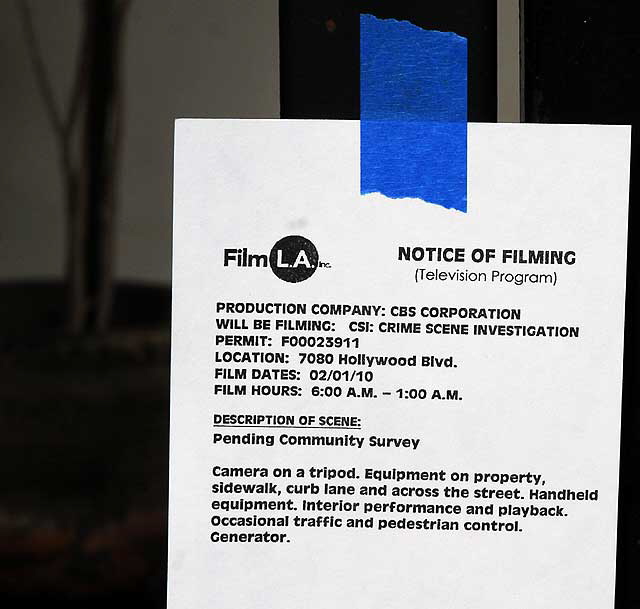 Film L.A. Inc.
NOTICE OF FILMING
(Television Program)
PRODUCTION COMPANY: CBS CORPORATION
WILL BE FILMING: CSI: CRIME SCENE INVESTIGATION
PERMIT: F00023911
LOCATION: 7080 Hollywood Blvd.
FILM DATES: 02/01/10
FILM HOURS: 6:00 A.M. – 1:00 A.M.
DESCRIPTION OF SCENE:
Pending Community Survey
Camera on a tripod. Equipment on property,
sidewalk, curb lane and across the street. Handheld
equipment. Interior performance and playback.
Occasional traffic and pedestrian control.
Generator.